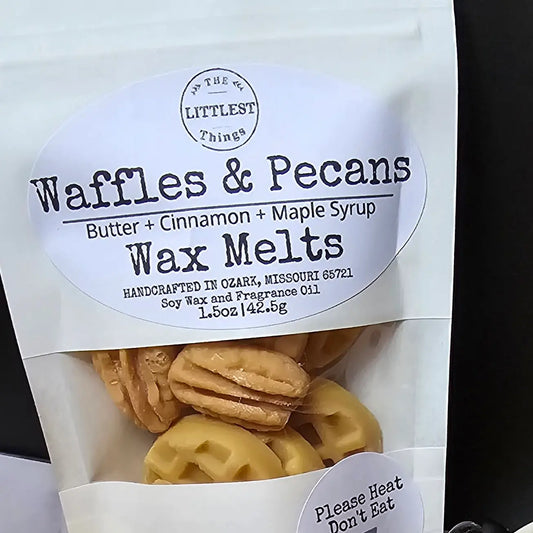 THE
LITTLEST
Things
Waffles & Pecans
Butter + Cinnamon + Maple Syrup
Wax Melts
HANDCRAFTED IN OZARK, MISSOURI 65721
Soy Wax and Fragrance Oil
1.5oz|42.5g
Please Heat
Don't Eat